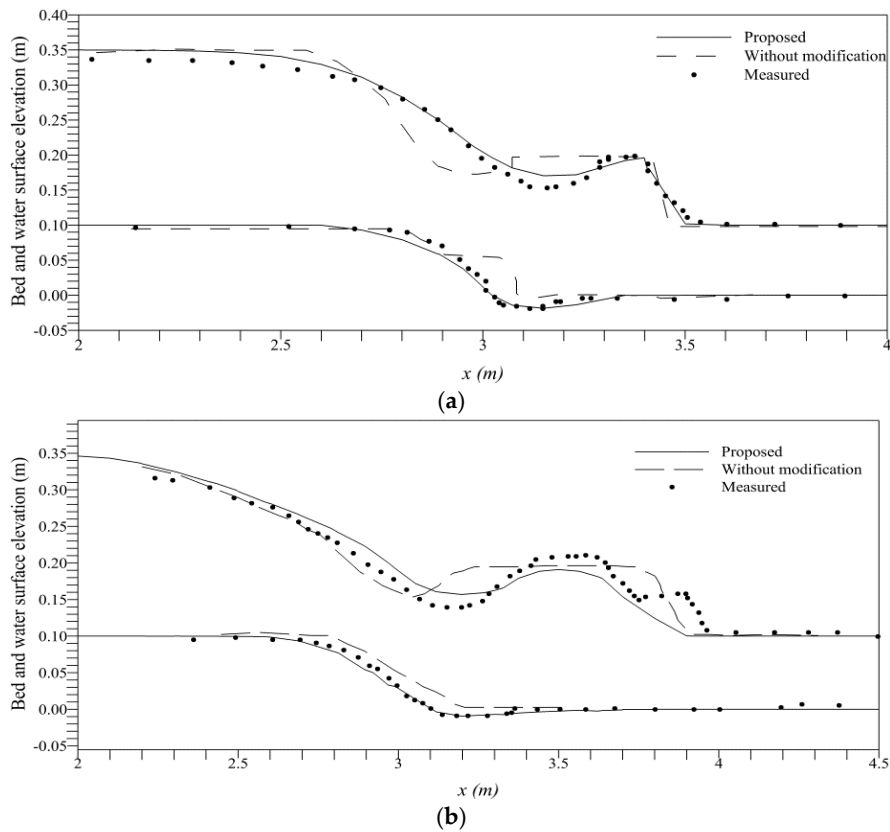 0.40
0.35
0.30
0.25
0.20
0.15
0.10
0.05
0.00
-0.05
Bed and water surface elevation (m)
Proposed
Without modification
Measured
2
2.5
3
3.5
4
x (m)
(a)
0.35
0.30
0.25
0.20
0.15
0.10
0.05
0.00
-0.05
Bed and water surface elevation (m)
Proposed
Without modification
Measured
2
2.5
3
3.5
4
4.5
x (m)
(b)